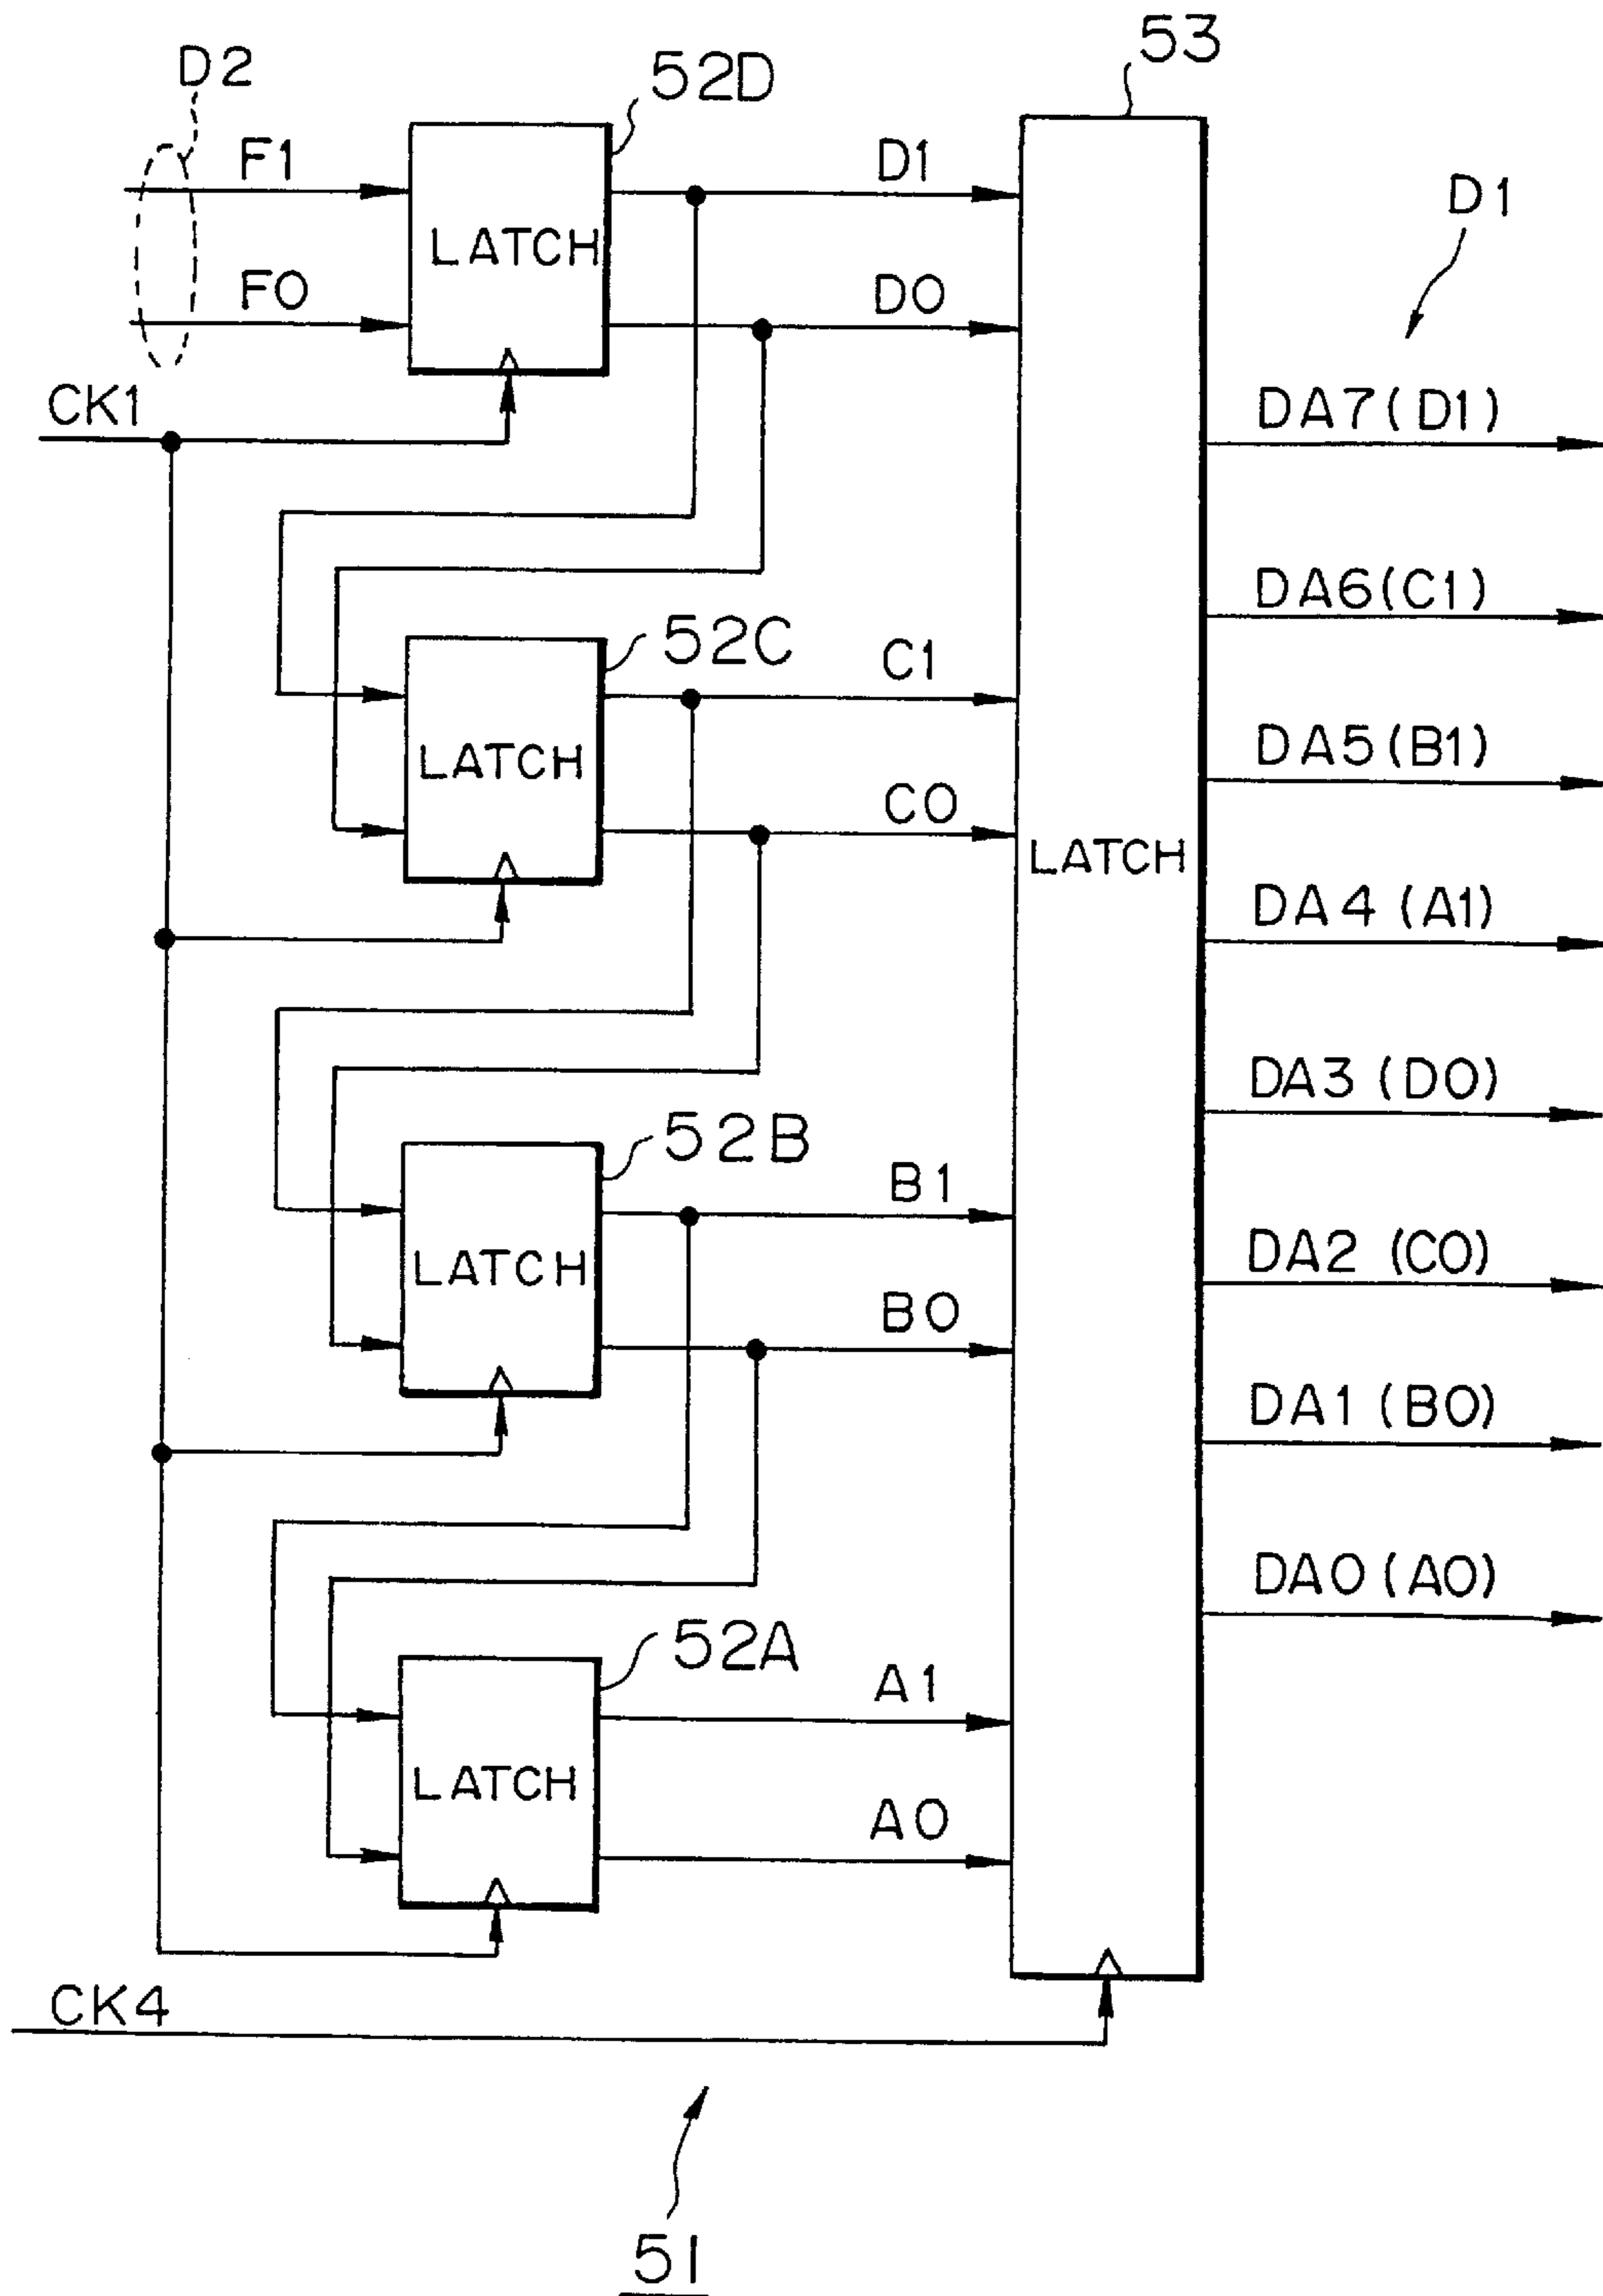 53
D2
52D
F1
D1
D1
LATCH
F0
D0
CK1
DA7(D1)
DA6(C1)
52C
C1
DA5(B1)
LATCH
C0
LATCH
DA4(A1)
DA3(D0)
52B
B1
DA2(C0)
LATCH
B0
DA1(B0)
DA0(A0)
52A
A1
LATCH
A0
CK4
51